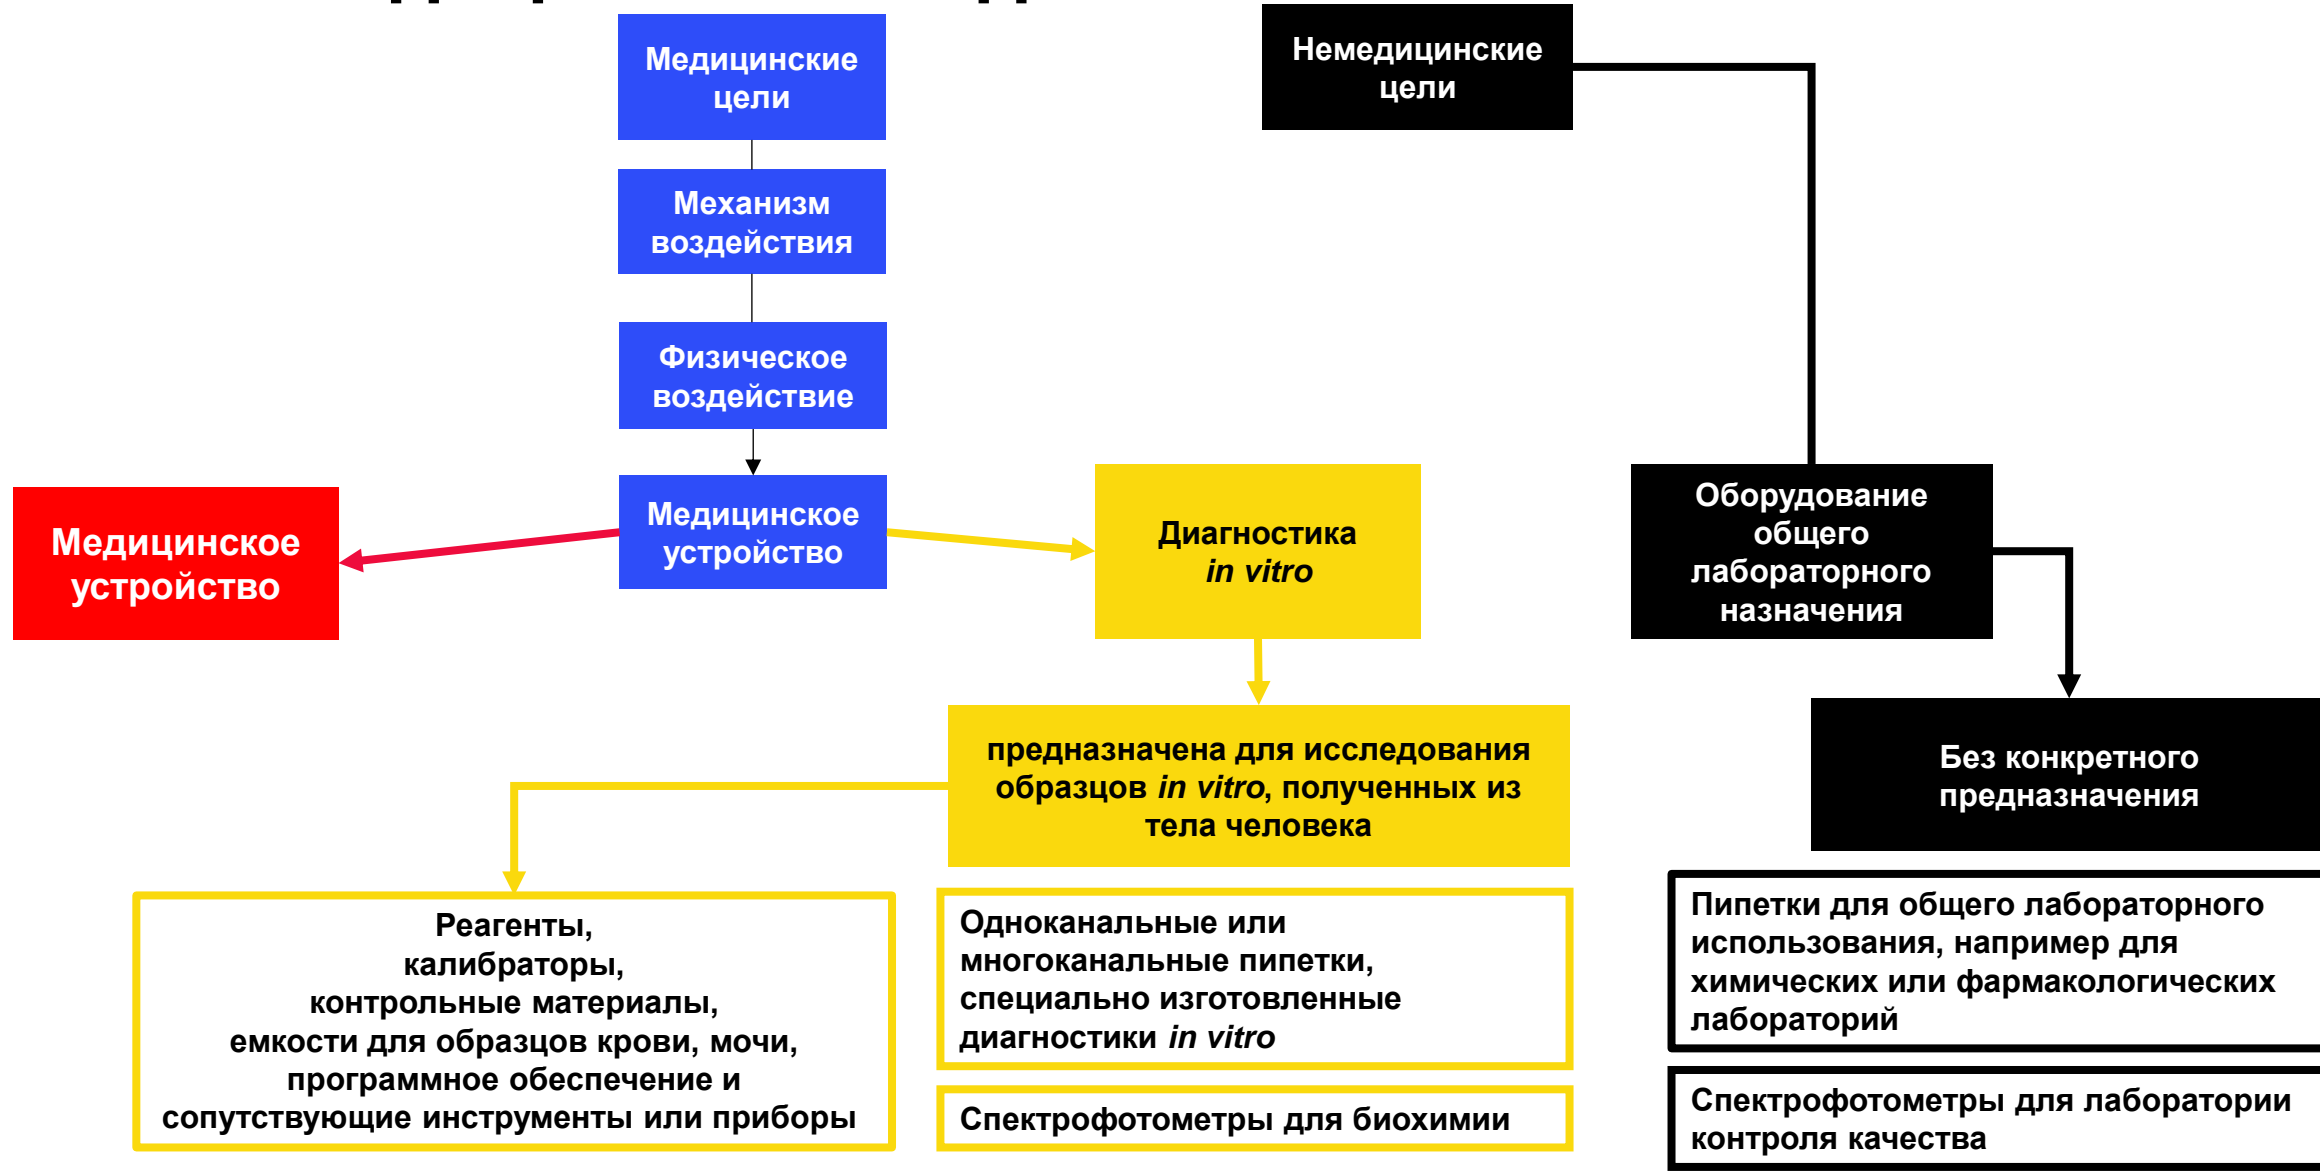 Медицинские
цели
Немедицинские
цели
Механизм
воздействия
Физическое
воздействие
Медицинское
устройство
Медицинское
устройство
Диагностика
in vitro
Оборудование
общего
лабораторного
назначения
предназначена для исследования
образцов in vitro, полученных из
тела человека
Без конкретного
предназначения
Реагенты,
калибраторы,
контрольные материалы,
емкости для образцов крови, мочи,
программное обеспечение и
сопутствующие инструменты или приборы
Одноканальные или
многоканальные пипетки,
специально изготовленные
диагностики in vitro
Спектрофотометры для биохимии
Пипетки для общего лабораторного
использования, например для
химических или фармакологических
лабораторий
Спектрофотометры для лаборатории
контроля качества